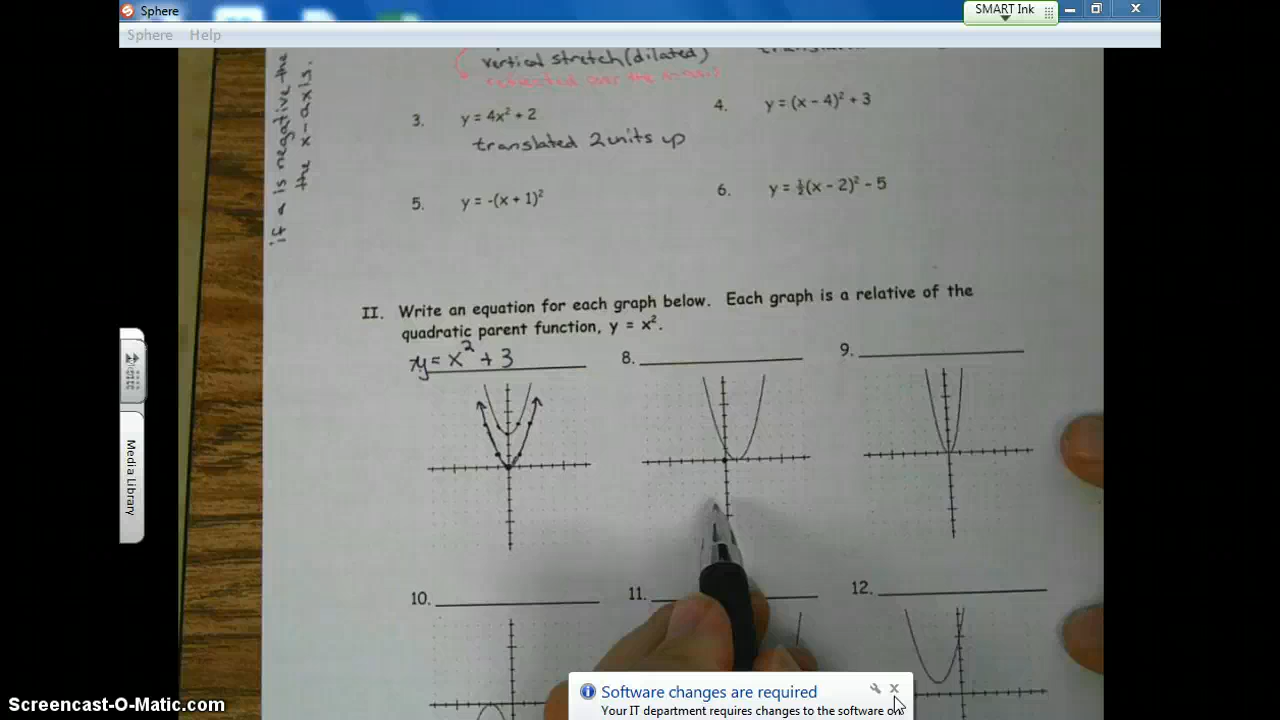 Sphere
SMART Ink
Sphere Help
if a is negative the
the x-axis.
vertical stretch (dilated)
reflected over the x-axis
3. y = 4x² + 2
translated 2 units up
4. y = (x - 4)² + 3
5. y = -(x + 1)²
6. y = ½(x - 2)² - 5
II. Write an equation for each graph below. Each graph is a relative of the
quadratic parent function, y = x².
y = x² + 3
8.
9.
10.
11.
12.
Media Library
Software changes are required
Your IT department requires changes to the software on
Screencast-O-Matic.com